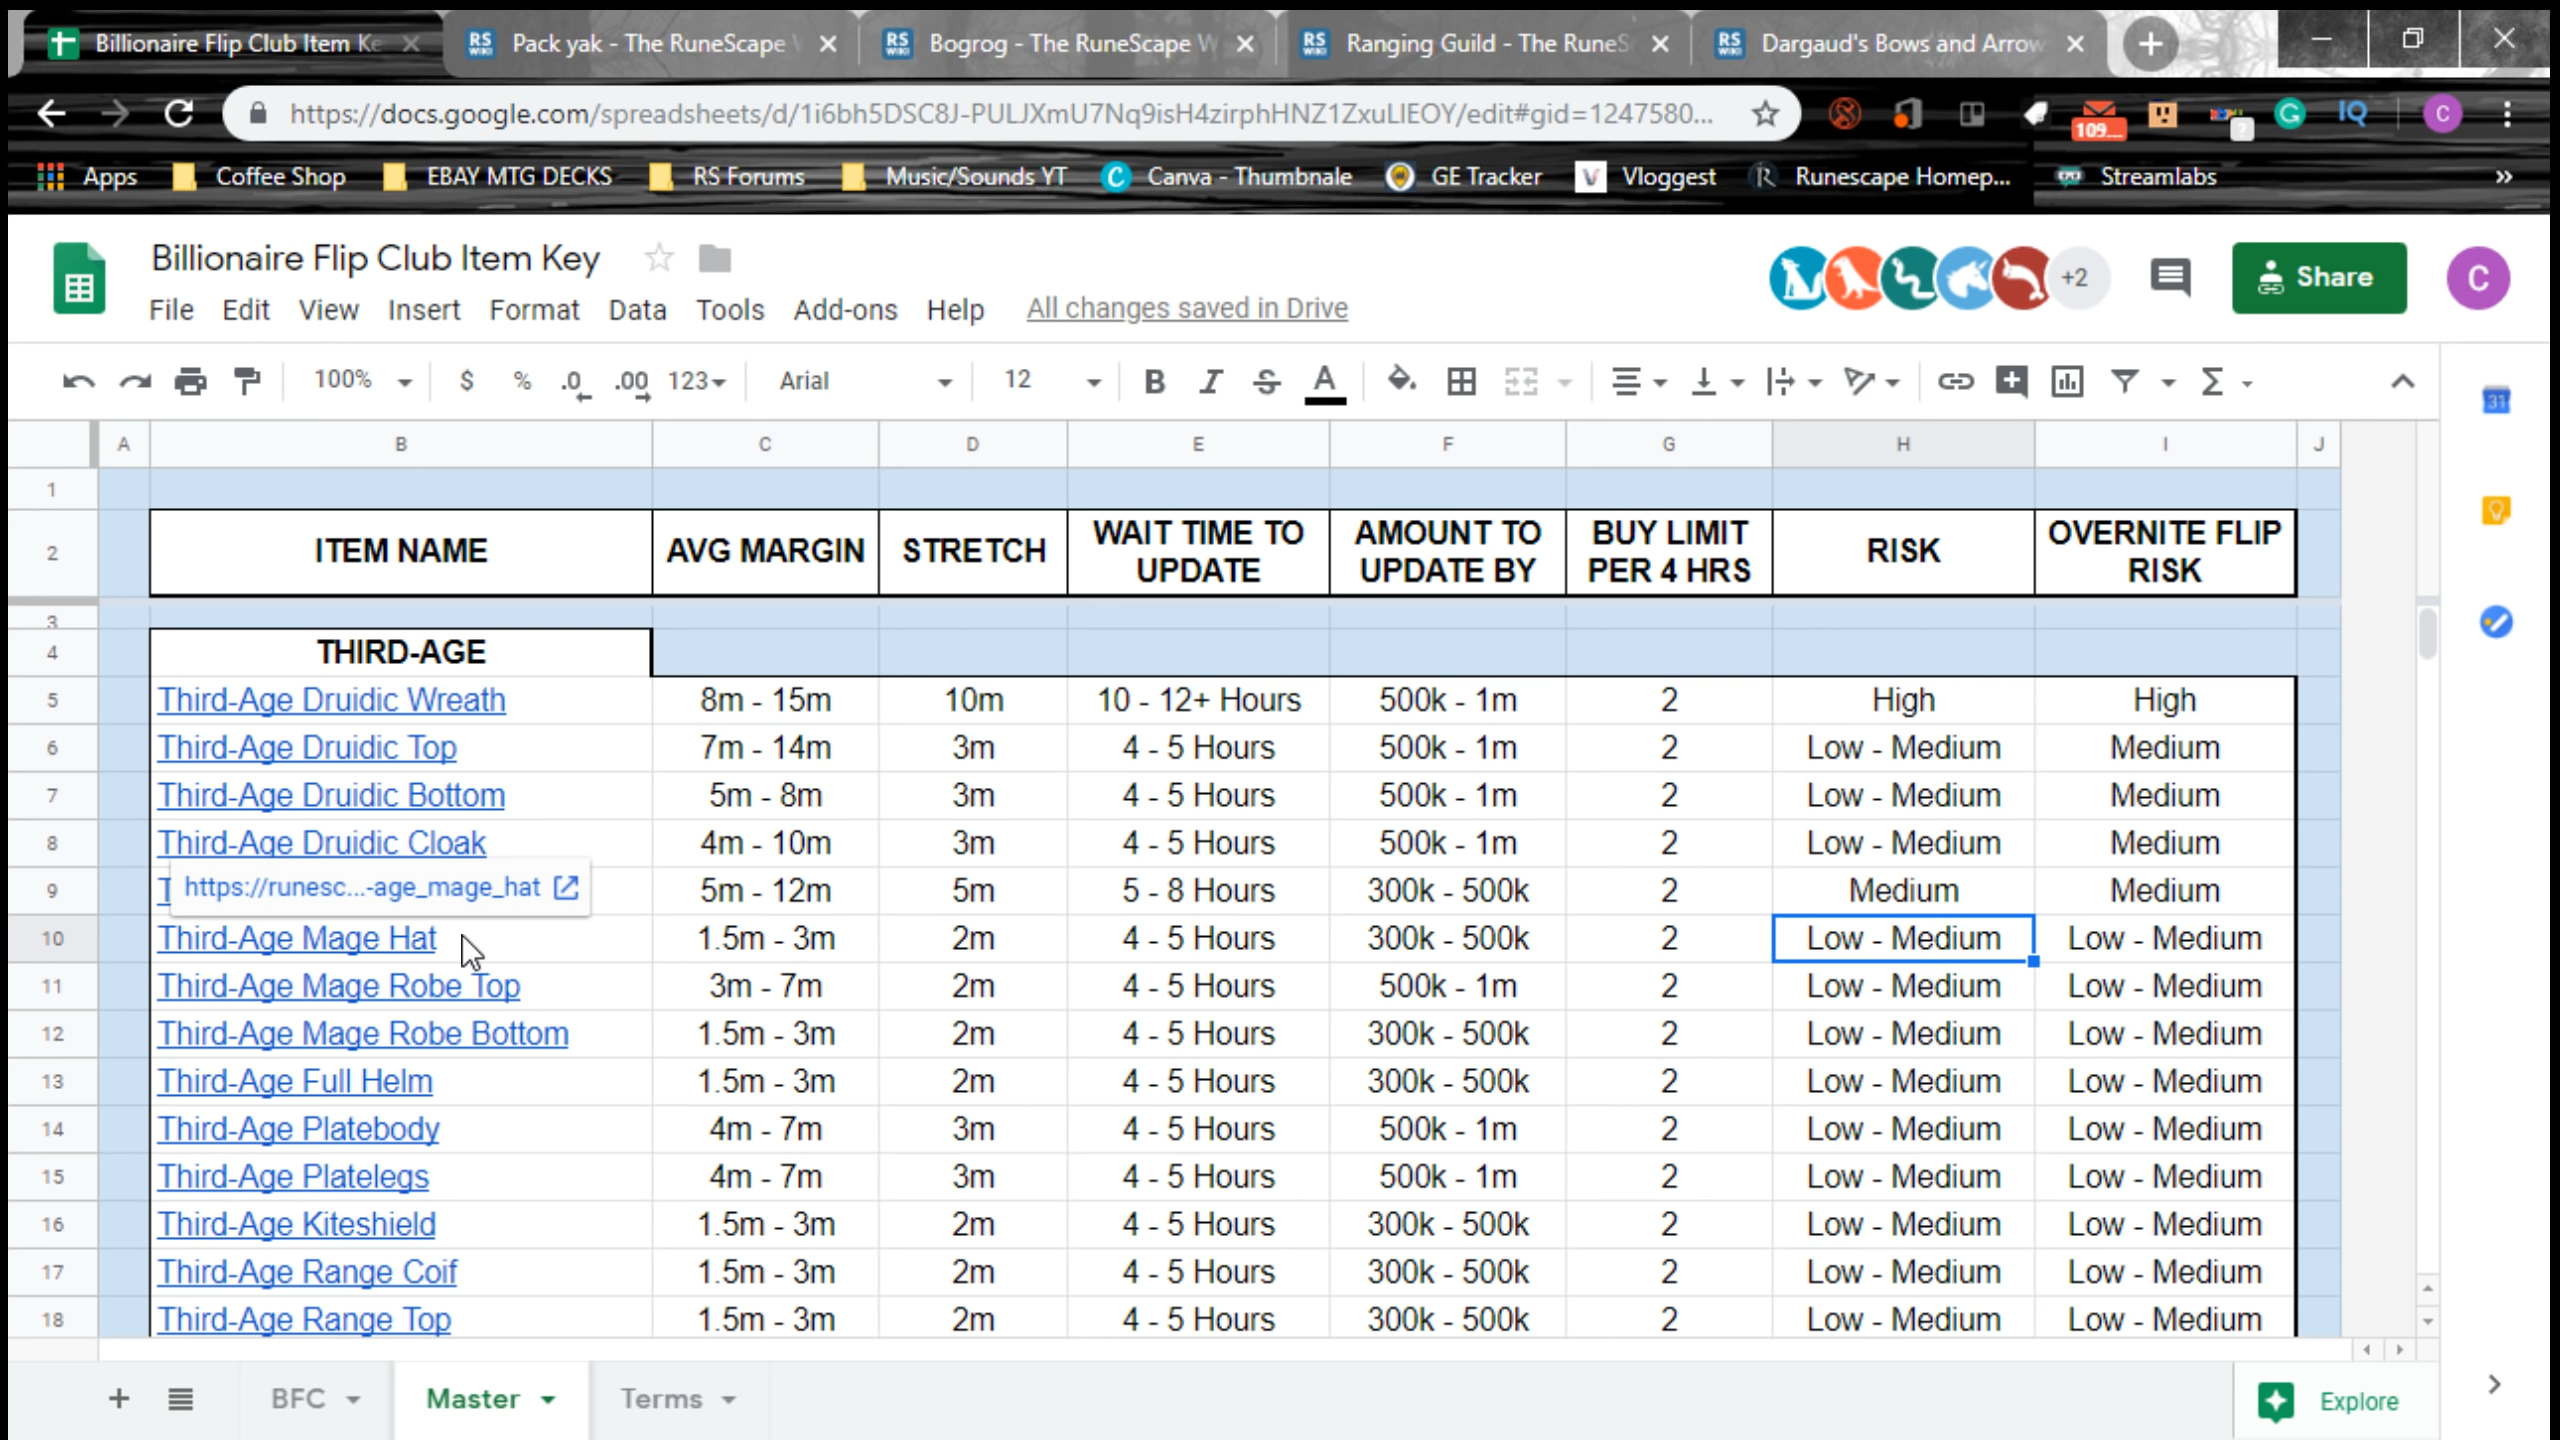 Billionaire Flip Club Item Ke
Pack yak - The RuneScape
Bogrog - The RuneScape W
Ranging Guild - The RuneS
Dargaud's Bows and Arrow
https://docs.google.com/spreadsheets/d/1i6bh5DSC8J-PULJXmU7Nq9isH4zirphHNZ1ZxuLlEOY/edit#gid=1247580...
109...
IQ
C
Apps
Coffee Shop
EBAY MTG DECKS
RS Forums
Music/Sounds YT
Canva - Thumbnale
GE Tracker
Vloggest
Runescape Homep...
Streamlabs
Billionaire Flip Club Item Key
+2
Share
C
File Edit View Insert Format Data Tools Add-ons Help All changes saved in Drive
100% $ % .0 .00 123 Arial 12 B I S A
31
A B C D E F G H I J
1
2 ITEM NAME AVG MARGIN STRETCH WAIT TIME TO UPDATE AMOUNT TO UPDATE BY BUY LIMIT PER 4 HRS RISK OVERNITE FLIP RISK
3
4 THIRD-AGE
5 Third-Age Druidic Wreath 8m - 15m 10m 10 - 12+ Hours 500k - 1m 2 High High
6 Third-Age Druidic Top 7m - 14m 3m 4 - 5 Hours 500k - 1m 2 Low - Medium Medium
7 Third-Age Druidic Bottom 5m - 8m 3m 4 - 5 Hours 500k - 1m 2 Low - Medium Medium
8 Third-Age Druidic Cloak 4m - 10m 3m 4 - 5 Hours 500k - 1m 2 Low - Medium Medium
9 T https://runesc...-age_mage_hat 5m - 12m 5m 5 - 8 Hours 300k - 500k 2 Medium Medium
10 Third-Age Mage Hat 1.5m - 3m 2m 4 - 5 Hours 300k - 500k 2 Low - Medium Low - Medium
11 Third-Age Mage Robe Top 3m - 7m 2m 4 - 5 Hours 500k - 1m 2 Low - Medium Low - Medium
12 Third-Age Mage Robe Bottom 1.5m - 3m 2m 4 - 5 Hours 300k - 500k 2 Low - Medium Low - Medium
13 Third-Age Full Helm 1.5m - 3m 2m 4 - 5 Hours 300k - 500k 2 Low - Medium Low - Medium
14 Third-Age Platebody 4m - 7m 3m 4 - 5 Hours 500k - 1m 2 Low - Medium Low - Medium
15 Third-Age Platelegs 4m - 7m 3m 4 - 5 Hours 500k - 1m 2 Low - Medium Low - Medium
16 Third-Age Kiteshield 1.5m - 3m 2m 4 - 5 Hours 300k - 500k 2 Low - Medium Low - Medium
17 Third-Age Range Coif 1.5m - 3m 2m 4 - 5 Hours 300k - 500k 2 Low - Medium Low - Medium
18 Third-Age Range Top 1.5m - 3m 2m 4 - 5 Hours 300k - 500k 2 Low - Medium Low - Medium
BFC Master Terms
Explore